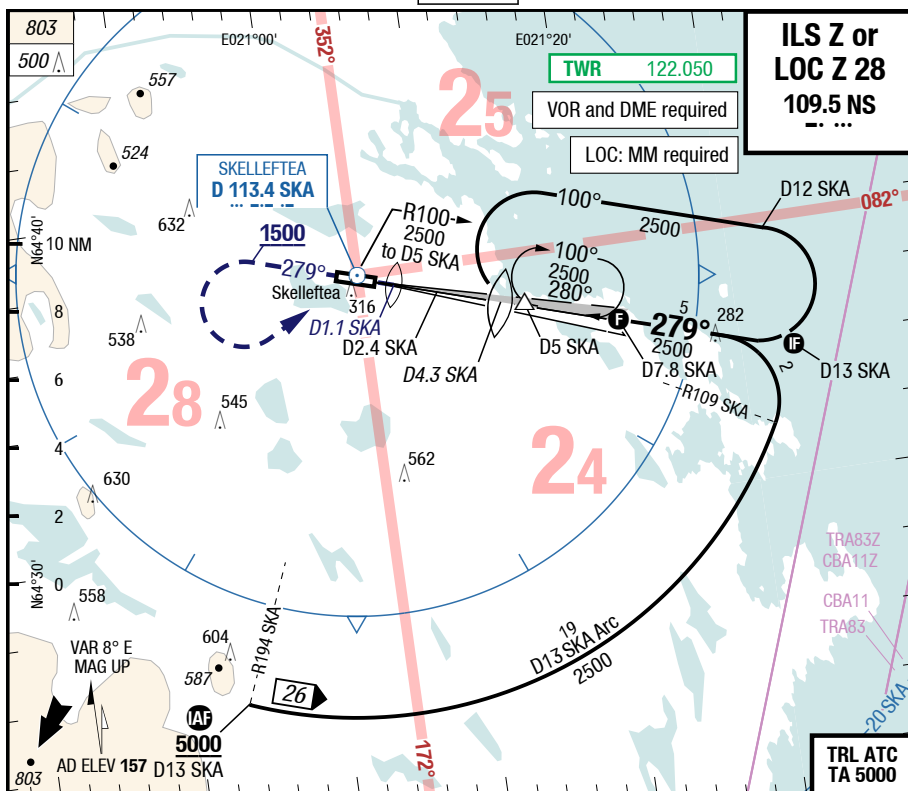 803
500
557
524
632
E021°00'
352°
E021°20'
25
TWR 122.050
VOR and DME required
LOC: MM required
ILS Z or
LOC Z 28
109.5 NS
SKELLEFTEA
D 113.4 SKA
N64°40'
10 NM
8
6
4
2
0
N64°30'
1500
279°
Skelleftea
316
D1.1 SKA
D2.4 SKA
R100
2500
to D5 SKA
100°
2500
D12 SKA
082°
100°
2500
280°
F
5
279°
2500
282
IF
D13 SKA
D4.3 SKA
D5 SKA
D7.8 SKA
2
R109 SKA
538
28
545
24
562
630
558
604
587
R194 SKA
26
19
D13 SKA Arc
2500
TRA83Z
CBA11Z
CBA11
TRA83
20 SKA
VAR 8° E
MAG UP
IAF
5000
D13 SKA
AD ELEV 157
803
172°
TRL ATC
TA 5000